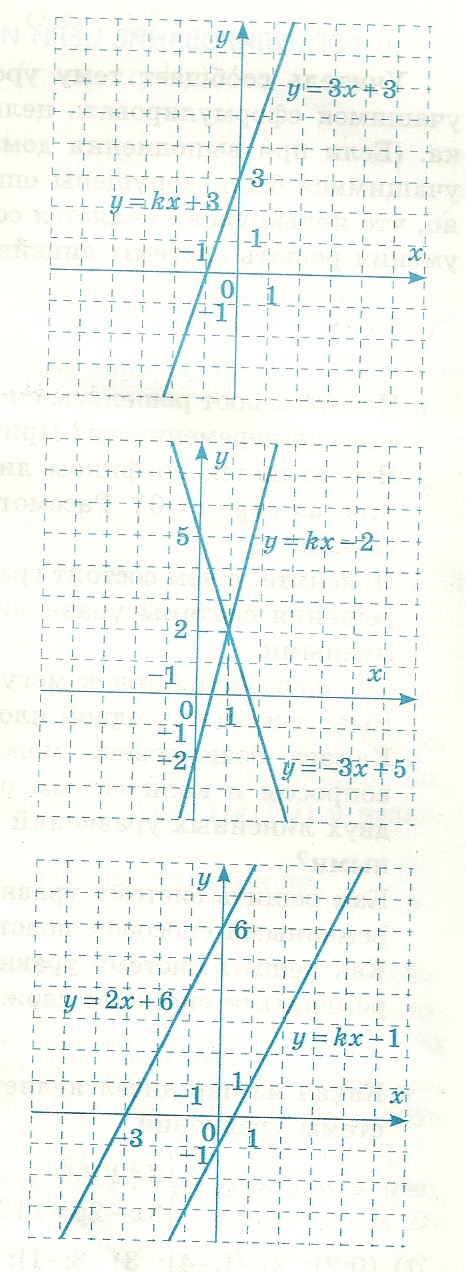 y
y = 3x + 3
3
y = kx + 3
-1
1
x
0
1
-1
y
5
y = kx - 2
2
x
1
0
1
-1
-2
y = -3x + 5
y
6
y = 2x + 6
y = kx - 1
-1
1
x
-3
0
1
-1